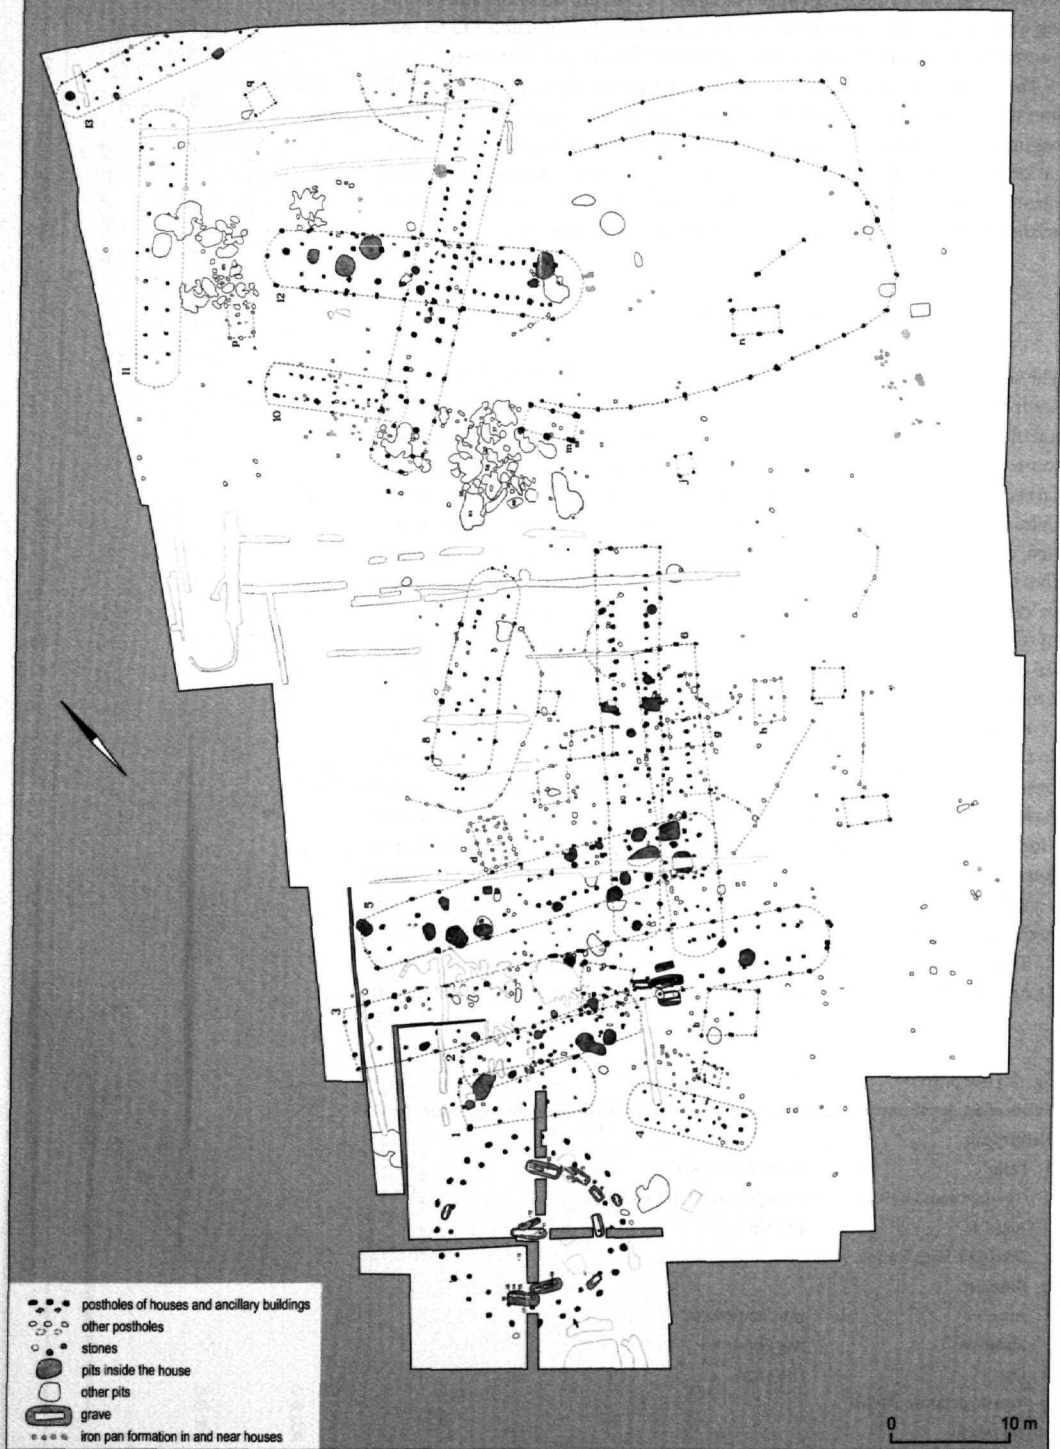 13
q
r
9
12
11
p
10
n
m
j
8
6
f
g
h
i
d
c
5
3
2
b
1
4
postholes of houses and ancillary buildings
other postholes
stones
pits inside the house
other pits
grave
iron pan formation in and near houses
0 10 m